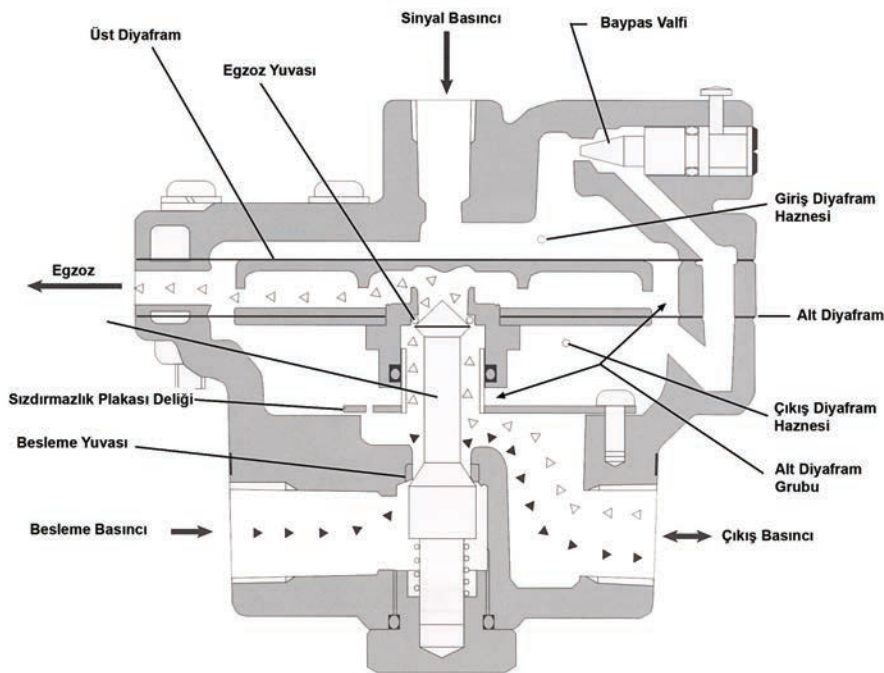 Sinyal Basıncı
Baypas Valfi
Üst Diyafram
Egzoz Yuvası
Giriş Diyafram
Haznesi
Egzoz
Alt Diyafram
Sızdırmazlık Plakası Deliği
Çıkış Diyafram
Haznesi
Besleme Yuvası
Alt Diyafram
Grubu
Besleme Basıncı
Çıkış Basıncı